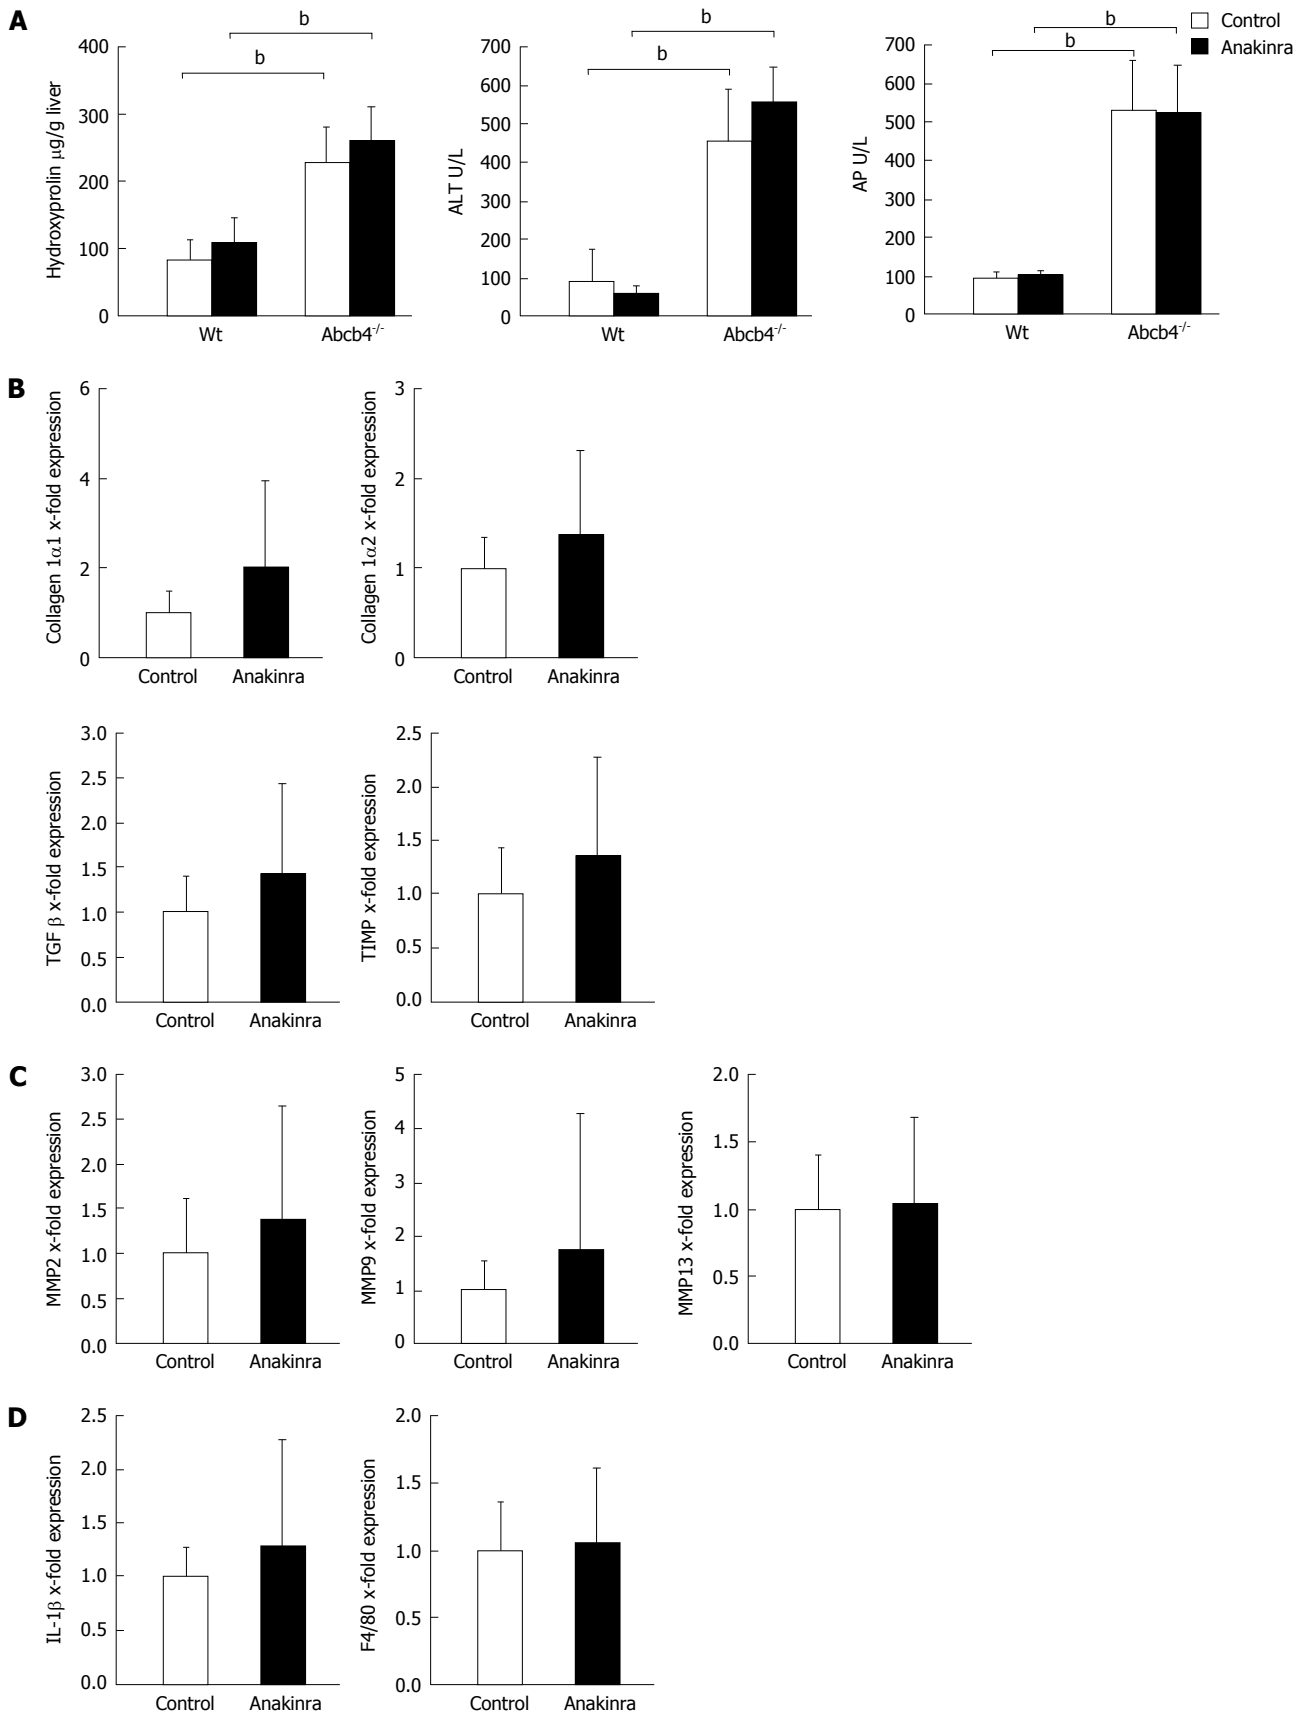 A
b
b
400
300
200
100
0
Hydroxyprolin μg/g liver
Wt
Abcb4-/-
b
b
700
600
500
400
300
200
100
0
ALT U/L
Wt
Abcb4-/-
b
b
700
600
500
400
300
200
100
0
AP U/L
Wt
Abcb4-/-
Control
Anakinra
B
6
4
2
0
Collagen 1α1 x-fold expression
Control
Anakinra
3
2
1
0
Collagen 1α2 x-fold expression
Control
Anakinra
3.0
2.5
2.0
1.5
1.0
0.5
0.0
TGF β x-fold expression
Control
Anakinra
2.5
2.0
1.5
1.0
0.5
0.0
TIMP x-fold expression
Control
Anakinra
C
3.0
2.5
2.0
1.5
1.0
0.5
0.0
MMP2 x-fold expression
Control
Anakinra
5
4
3
2
1
0
MMP9 x-fold expression
Control
Anakinra
2.0
1.5
1.0
0.5
0.0
MMP13 x-fold expression
Control
Anakinra
D
2.5
2.0
1.5
1.0
0.5
0.0
IL-1β x-fold expression
Control
Anakinra
2.0
1.5
1.0
0.5
0.0
F4/80 x-fold expression
Control
Anakinra